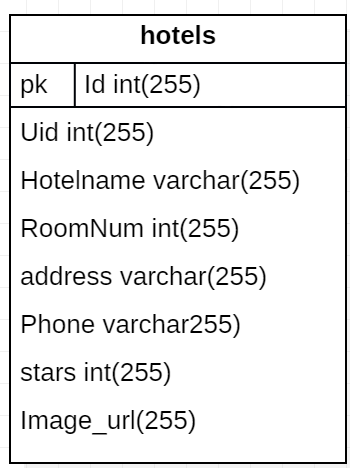 hotels
pk Id int(255)
Uid int(255)
Hotelname varchar(255)
RoomNum int(255)
address varchar(255)
Phone varchar255)
stars int(255)
Image_url(255)